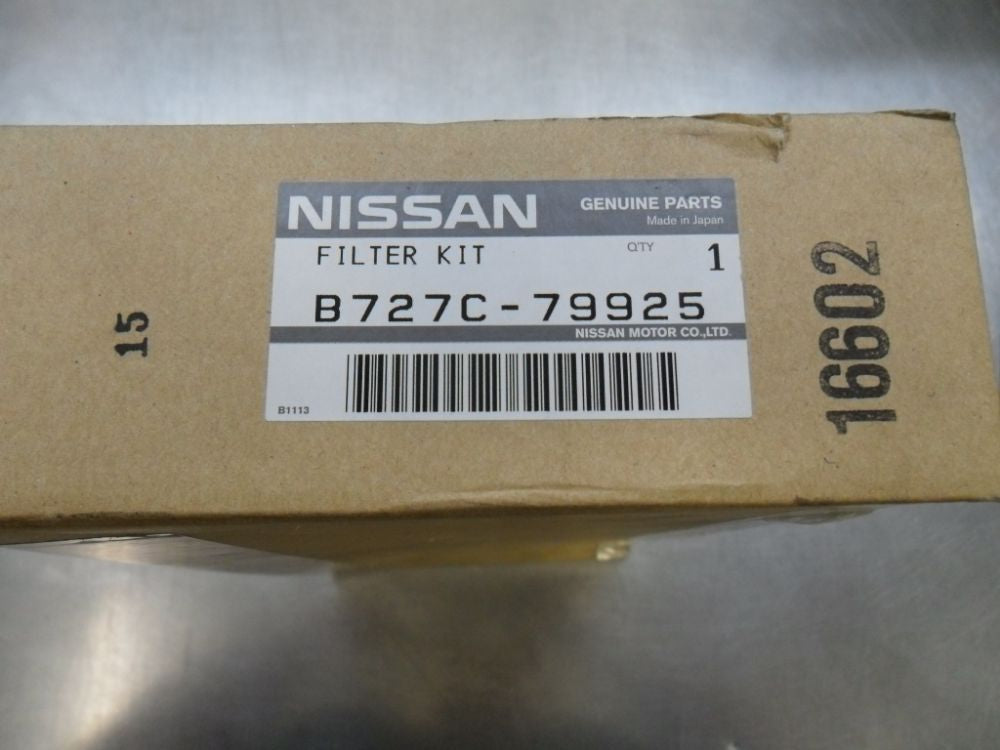 NISSAN
GENUINE PARTS
Made in Japan
FILTER KIT
Q'TY
1
B727C-79925
NISSAN MOTOR CO.,LTD.
B1113
15
16602